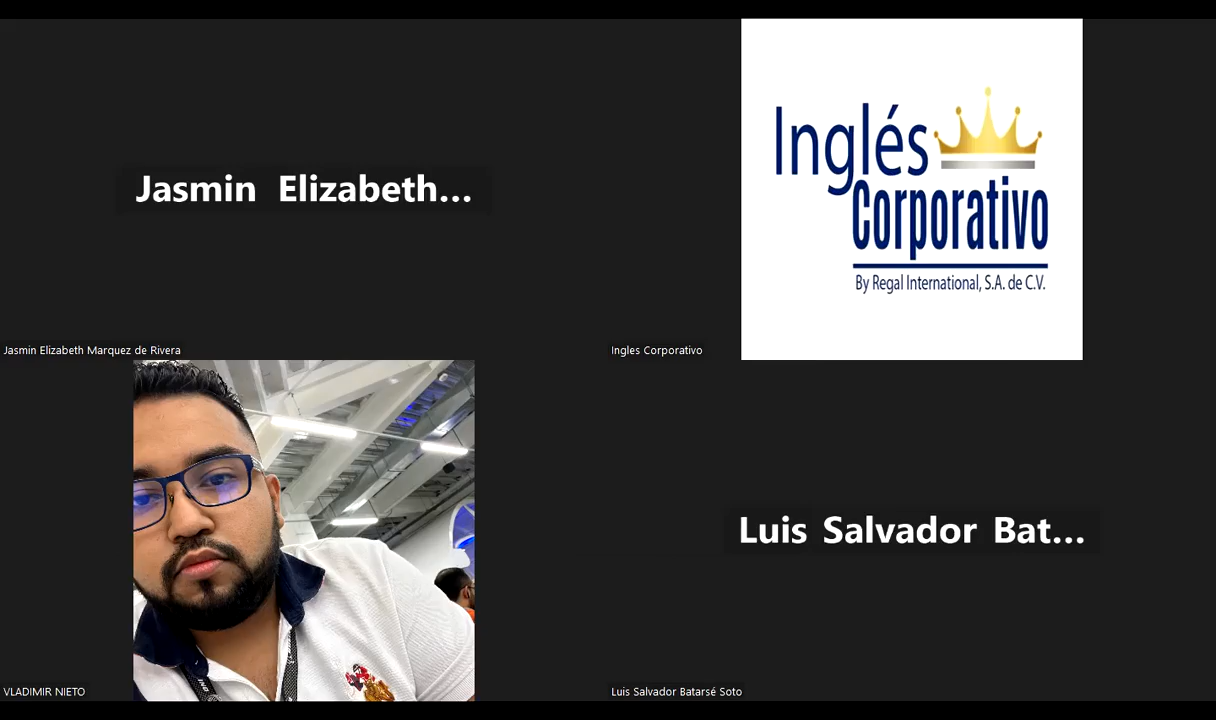 Jasmin Elizabeth...
Inglés
Corporativo
By Regal International, S.A. de C.V.
Jasmin Elizabeth Marquez de Rivera
Ingles Corporativo
Luis Salvador Bat...
VLADIMIR NIETO
Luis Salvador Batarsé Soto